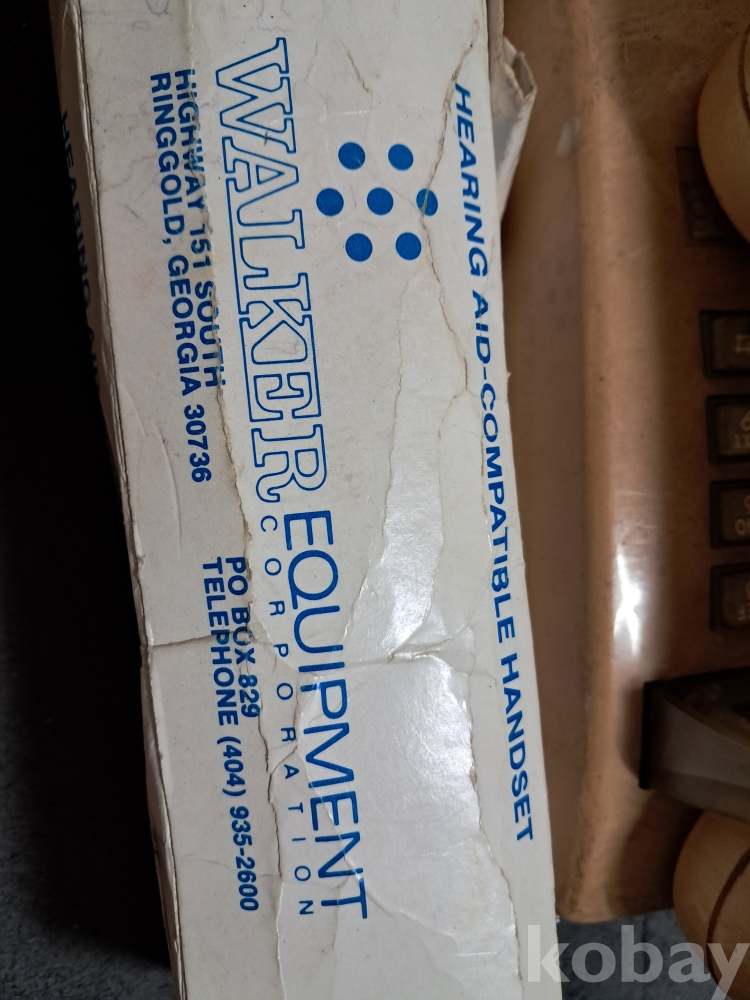 HEARING AID-COMPATIBLE HANDSET
WALKER EQUIPMENT
CORPORATION
HIGHWAY 151 SOUTH
RINGGOLD, GEORGIA 30736
PO BOX 829
TELEPHONE (404) 935-2600
HEARING
kobay